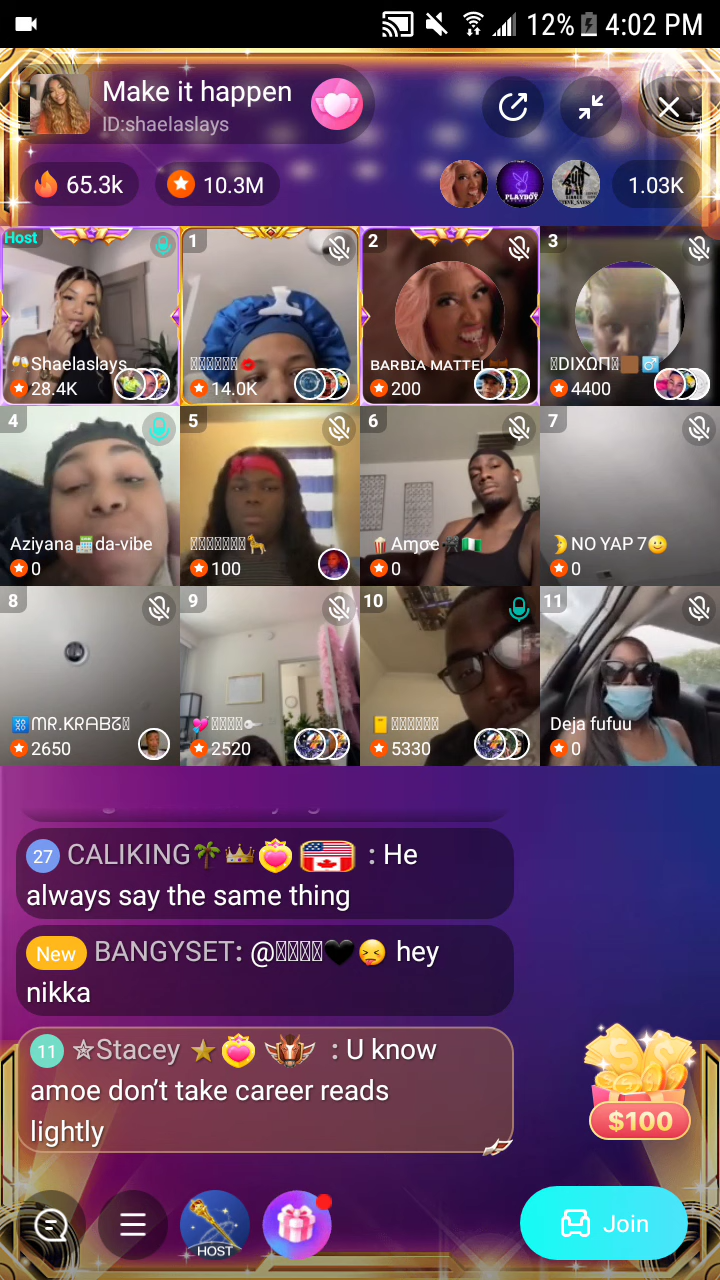 12% 4:02 PM
Make it happen
ID:shaelaslays
65.3k 10.3M 1.03K
PLAYBOY
Host 1 2 3
Shaelaslays BARBIA MATTEL DIXΩΠ
28.4K 14.0K 200 4400
4 5 6 7
Aziyana da-vibe Aɱσҽ NO YAP 7
0 100 0 0
8 9 10 11
MR.KRABZ Deja fufuu
2650 2520 5330 0
27 CALIKING : He
always say the same thing
New BANGYSET: @ hey
nikka
11 ☆Stacey : U know
amoe don’t take career reads
lightly
$100
HOST
Join